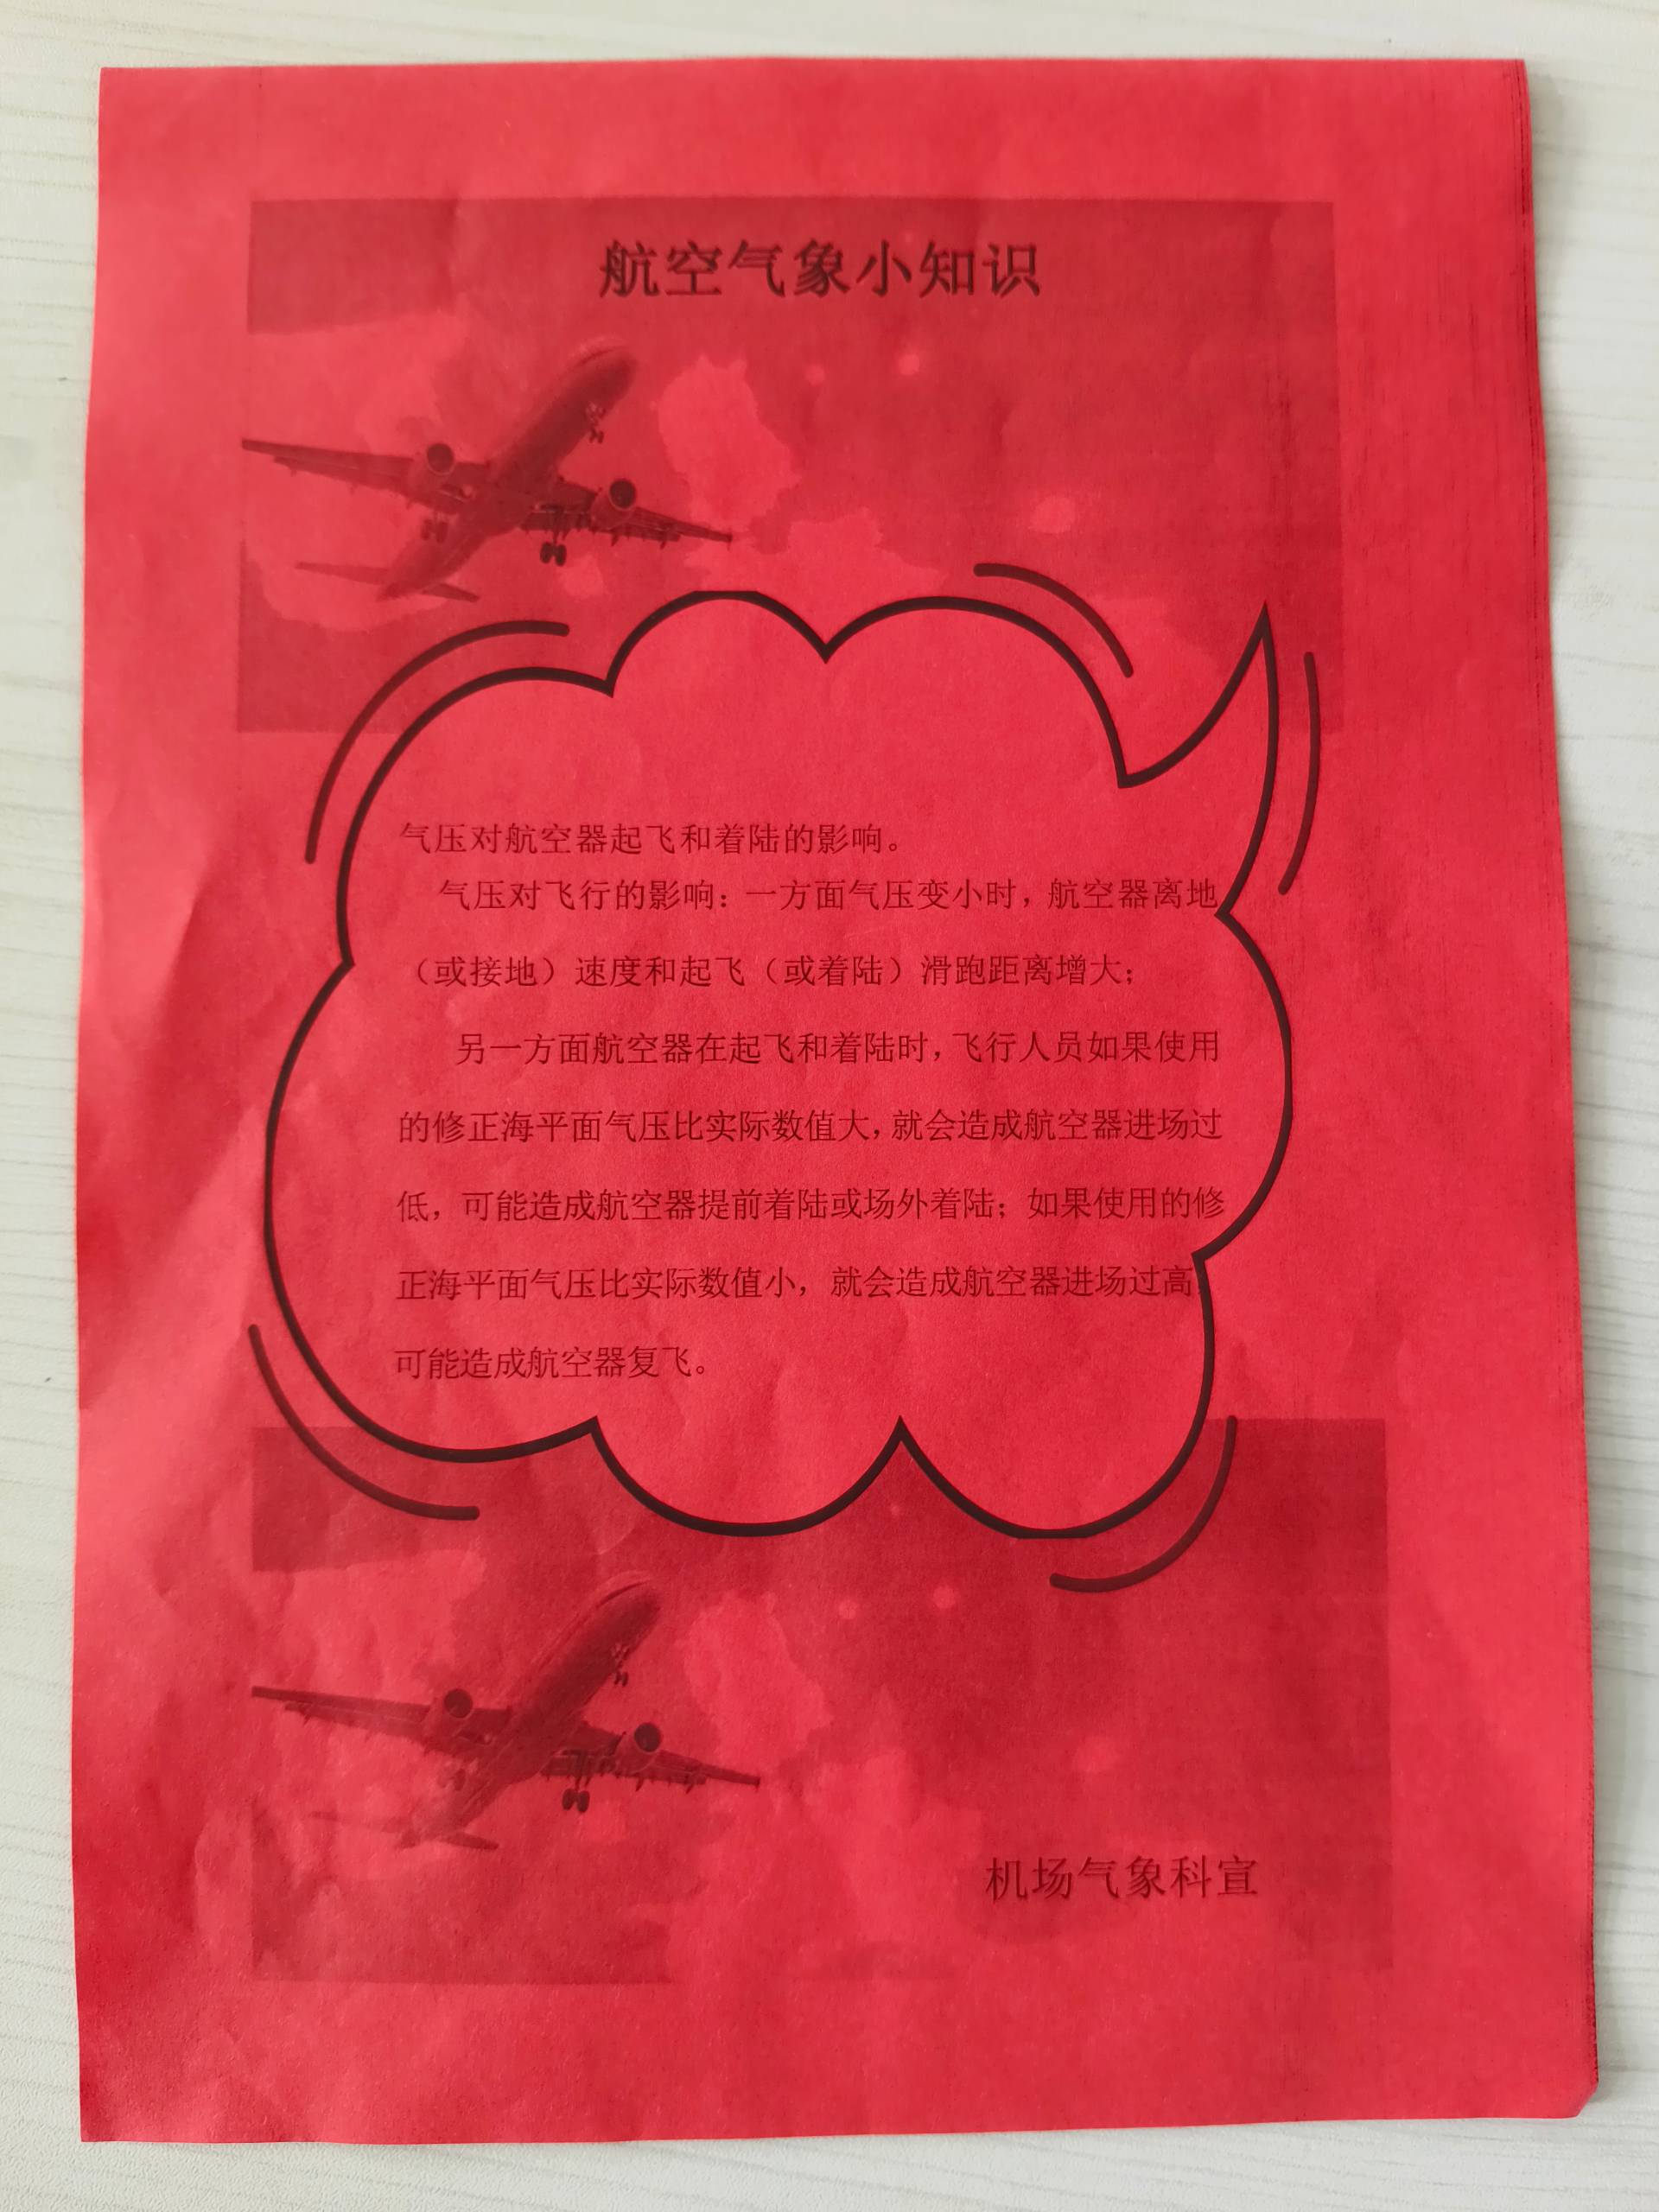 航空气象小知识
气压对航空器起飞和着陆的影响。
气压对飞行的影响：一方面气压变小时，航空器离地
（或接地）速度和起飞（或着陆）滑跑距离增大；
另一方面航空器在起飞和着陆时，飞行人员如果使用
的修正海平面气压比实际数值大，就会造成航空器进场过
低，可能造成航空器提前着陆或场外着陆；如果使用的修
正海平面气压比实际数值小，就会造成航空器进场过高，
可能造成航空器复飞。
机场气象科宣